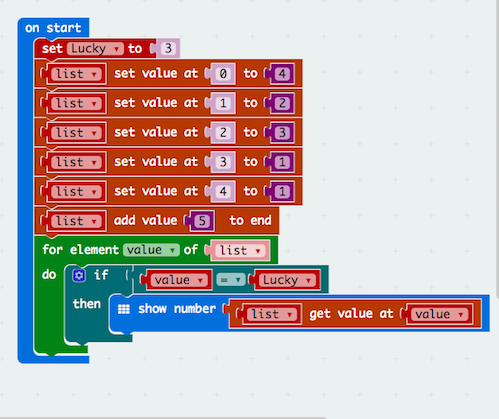 on start
set Lucky to 3
list set value at 0 to 4
list set value at 1 to 2
list set value at 2 to 3
list set value at 3 to 1
list set value at 4 to 1
list add value 5 to end
for element value of list
do if value = Lucky
then show number list get value at value